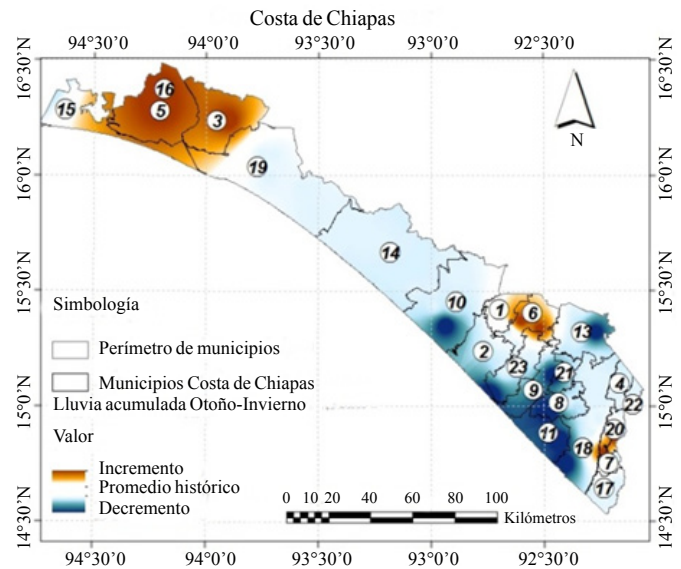 Costa de Chiapas
94°30'0 94°0'0 93°30'0 93°0'0 92°30'0
16°30'N
16°0'N
15°30'N
15°0'N
14°30'N
16°30'N
16°0'N
15°30'N
15°0'N
14°30'N
N
16
15
5
3
19
14
10
1
6
13
2
23
21
4
9
8
22
11
20
18
7
17
Simbología
Perímetro de municipios
Municipios Costa de Chiapas
Lluvia acumulada Otoño-Invierno
Valor
Incremento
Promedio histórico
Decremento
0 10 20 40 60 80 100
Kilómetros
94°30'0 94°0'0 93°30'0 93°0'0 92°30'0